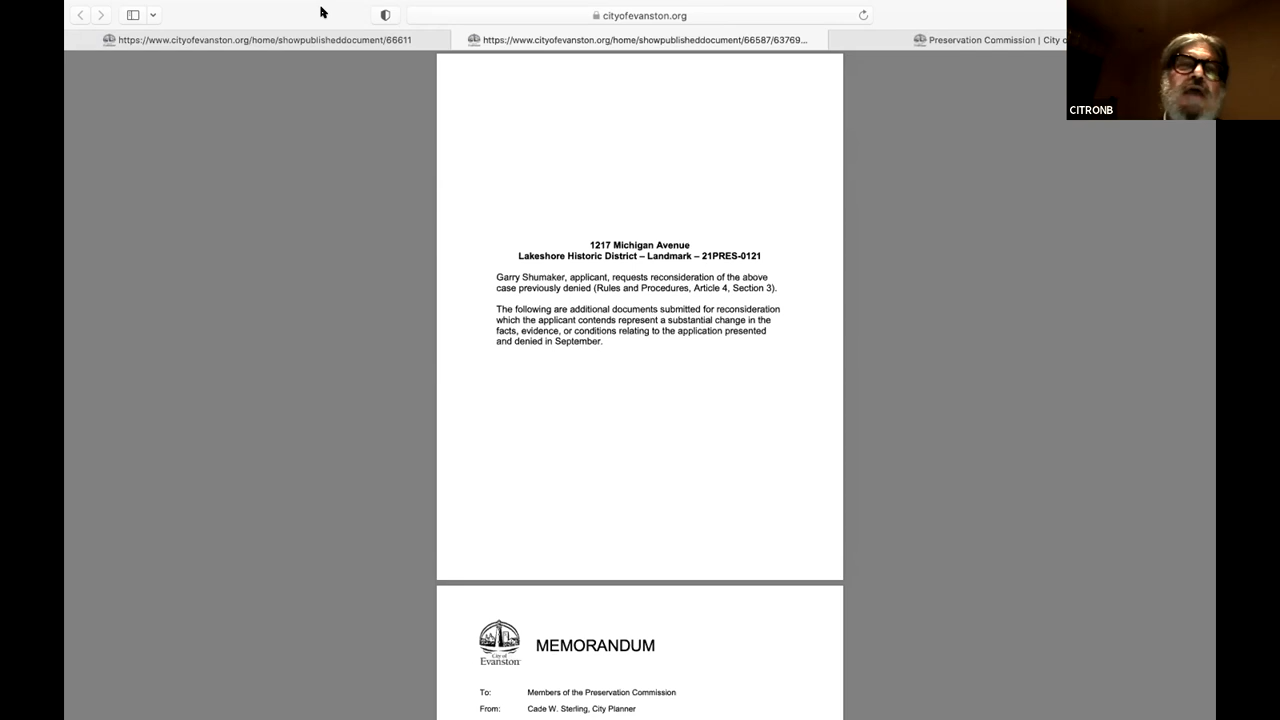 cityofevanston.org
https://www.cityofevanston.org/home/showpublisheddocument/66611
https://www.cityofevanston.org/home/showpublisheddocument/66587/63769...
Preservation Commission | City o
CITRONB
1217 Michigan Avenue
Lakeshore Historic District – Landmark – 21PRES-0121
Garry Shumaker, applicant, requests reconsideration of the above
case previously denied (Rules and Procedures, Article 4, Section 3).
The following are additional documents submitted for reconsideration
which the applicant contends represent a substantial change in the
facts, evidence, or conditions relating to the application presented
and denied in September.
City of
Evanston
MEMORANDUM
To: Members of the Preservation Commission
From: Cade W. Sterling, City Planner